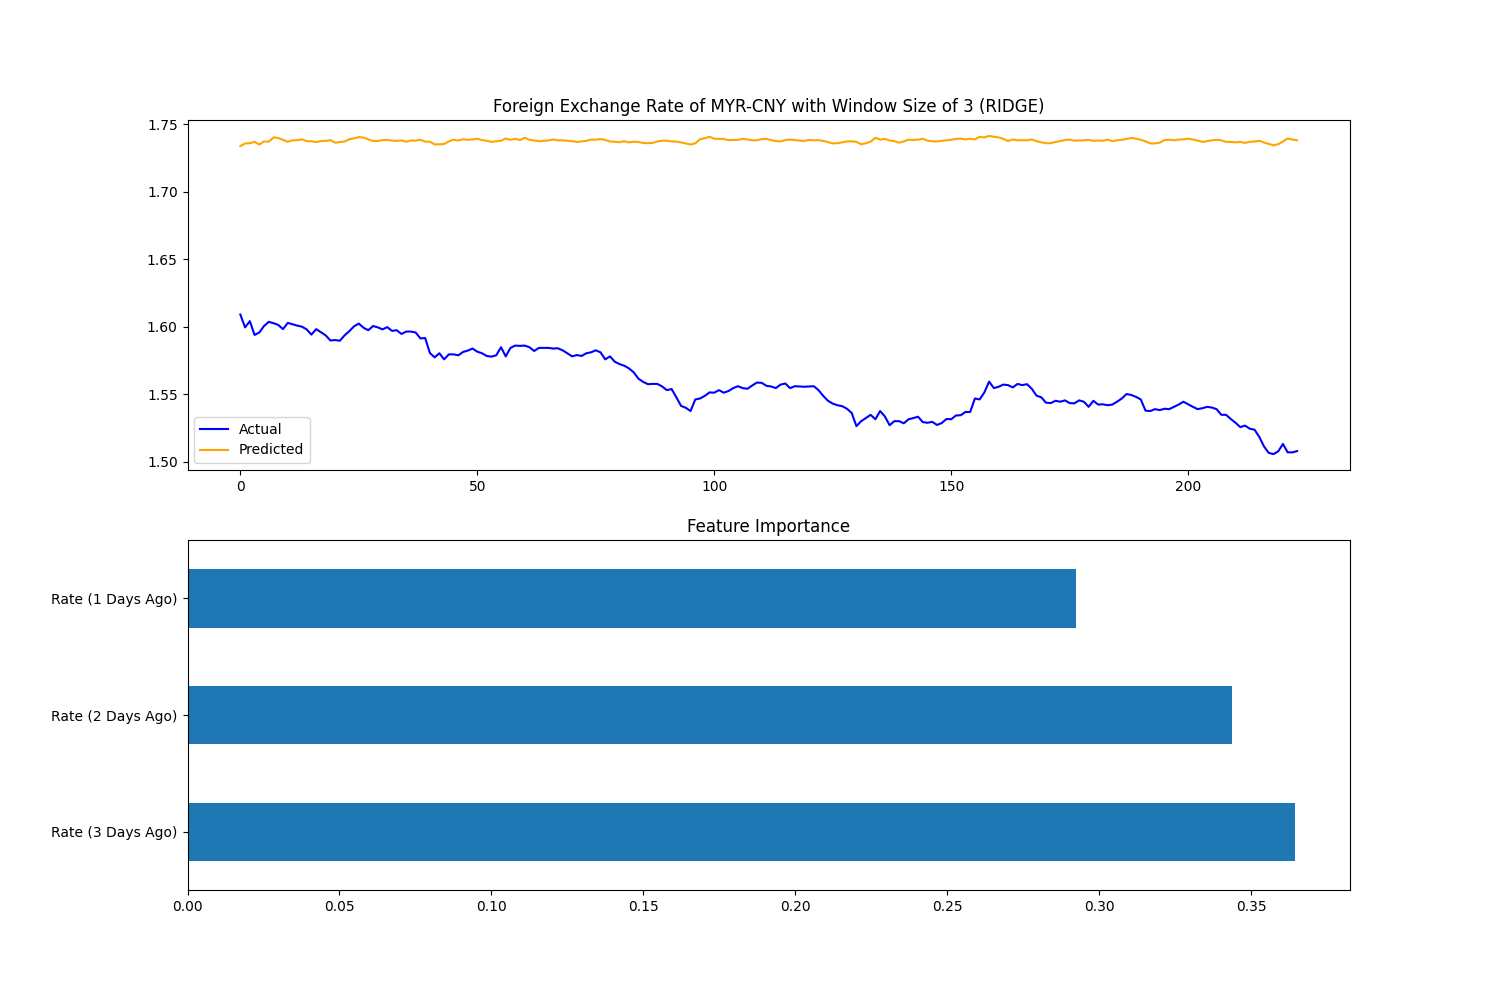 Foreign Exchange Rate of MYR-CNY with Window Size of 3 (RIDGE)
1.75
1.70
1.65
1.60
1.55
1.50
Actual
Predicted
0 50 100 150 200
Feature Importance
Rate (1 Days Ago)
Rate (2 Days Ago)
Rate (3 Days Ago)
0.00 0.05 0.10 0.15 0.20 0.25 0.30 0.35